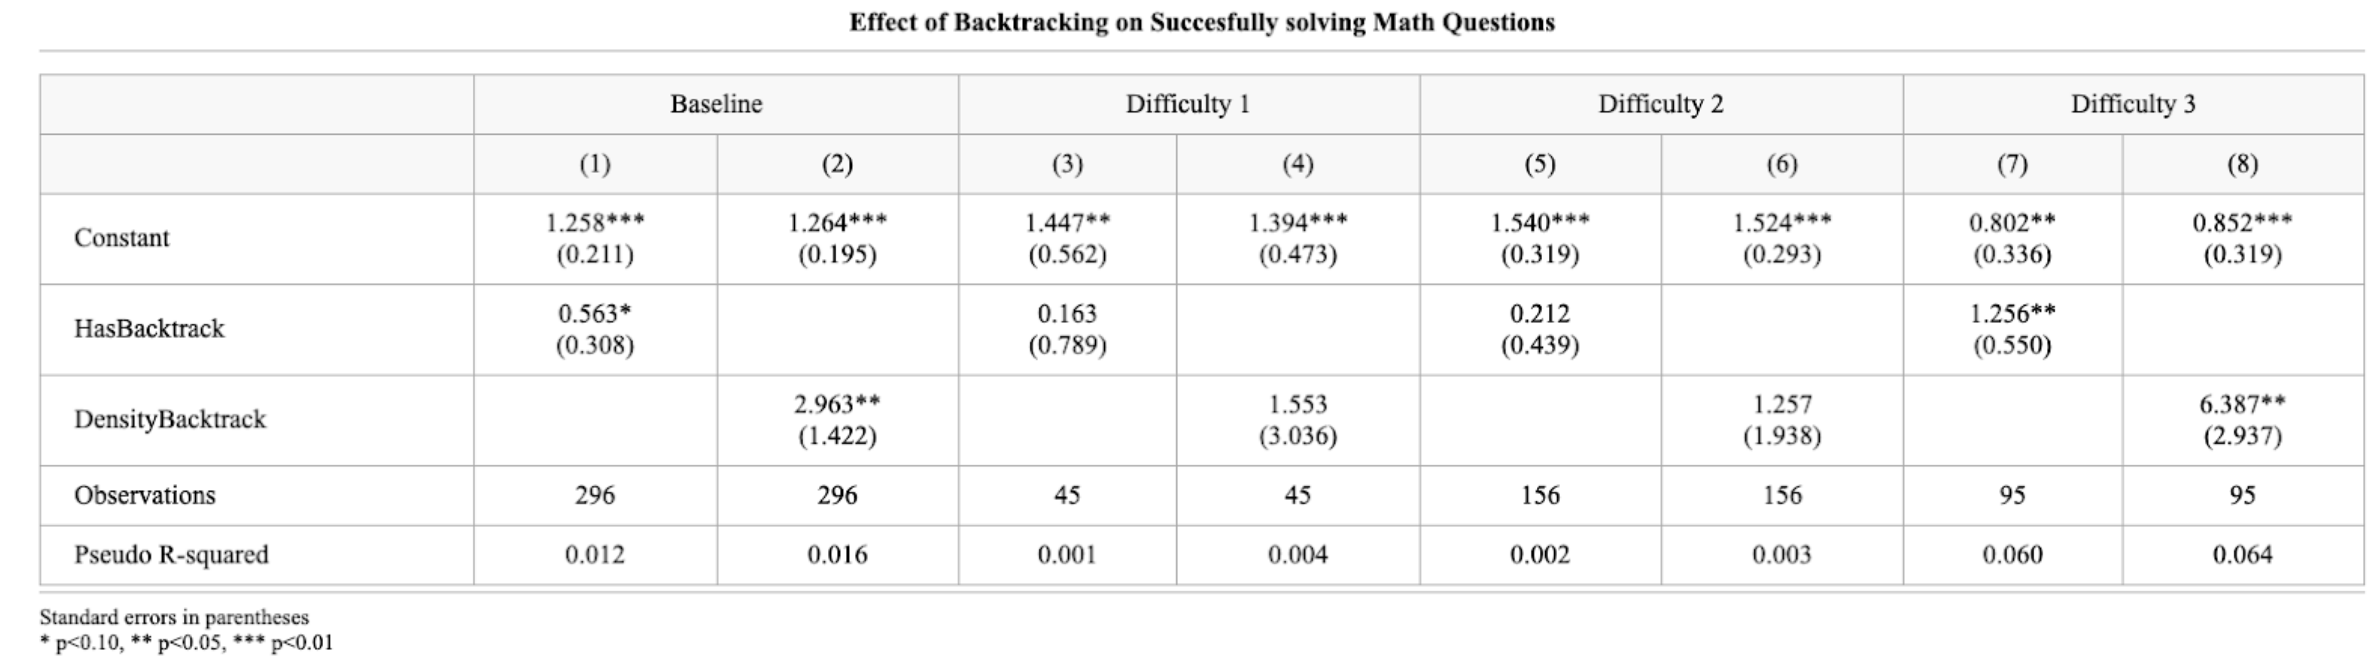 Effect of Backtracking on Succesfully solving Math Questions
Baseline Difficulty 1 Difficulty 2 Difficulty 3
(1) (2) (3) (4) (5) (6) (7) (8)
Constant 1.258*** 1.264*** 1.447** 1.394*** 1.540*** 1.524*** 0.802** 0.852***
(0.211) (0.195) (0.562) (0.473) (0.319) (0.293) (0.336) (0.319)
HasBacktrack 0.563* 0.163 0.212 1.256**
(0.308) (0.789) (0.439) (0.550)
DensityBacktrack 2.963** 1.553 1.257 6.387**
(1.422) (3.036) (1.938) (2.937)
Observations 296 296 45 45 156 156 95 95
Pseudo R-squared 0.012 0.016 0.001 0.004 0.002 0.003 0.060 0.064
Standard errors in parentheses
* p<0.10, ** p<0.05, *** p<0.01